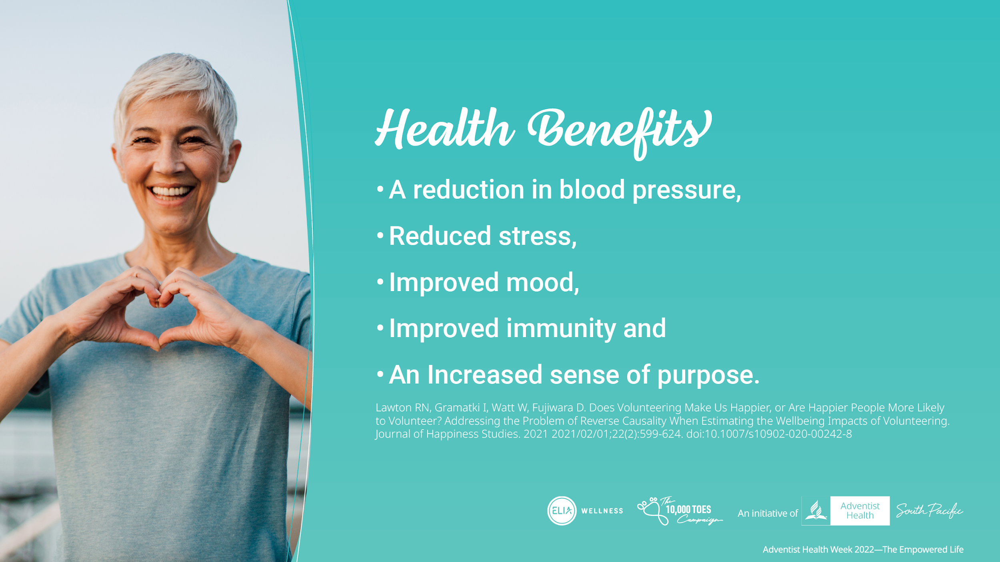 Health Benefits
• A reduction in blood pressure,
• Reduced stress,
• Improved mood,
• Improved immunity and
• An Increased sense of purpose.
Lawton RN, Gramatki I, Watt W, Fujiwara D. Does Volunteering Make Us Happier, or Are Happier People More Likely
to Volunteer? Addressing the Problem of Reverse Causality When Estimating the Wellbeing Impacts of Volunteering.
Journal of Happiness Studies. 2021 2021/02/01;22(2):599-624. doi:10.1007/s10902-020-00242-8
ELIA WELLNESS
The
10,000 TOES
Campaign
An initiative of
Adventist
Health
South Pacific
Adventist Health Week 2022—The Empowered Life